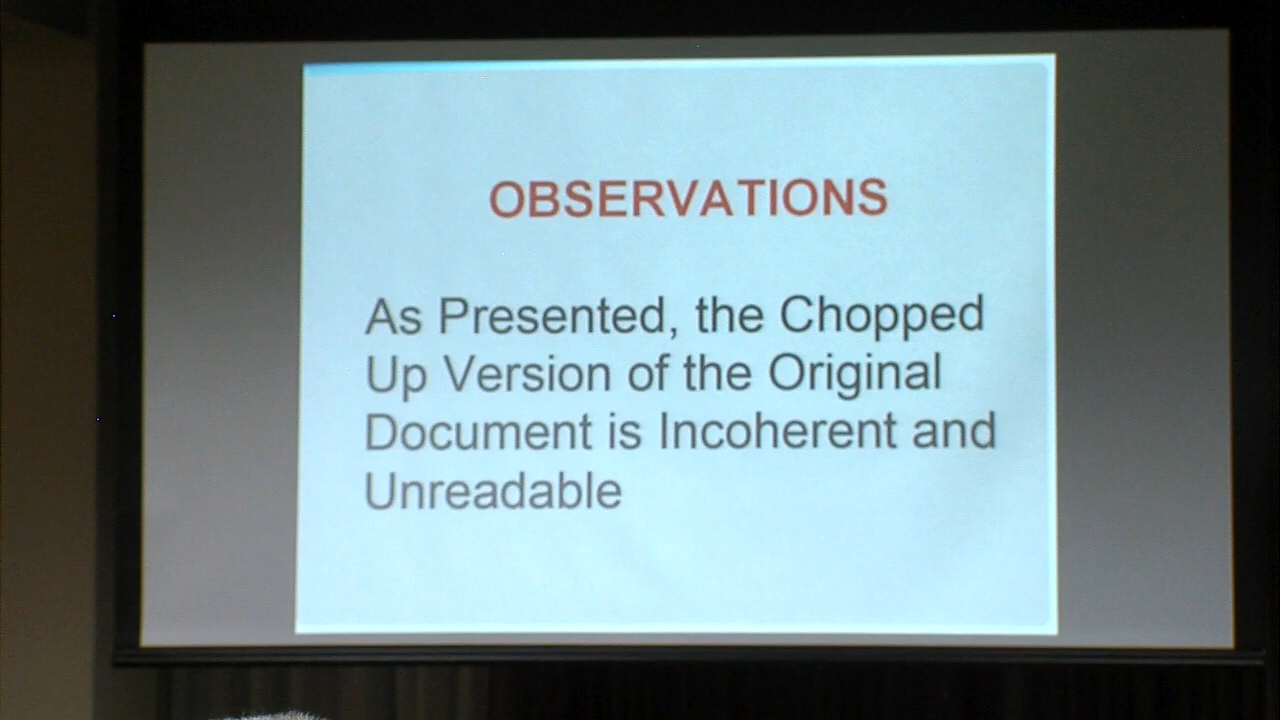 OBSERVATIONS
As Presented, the Chopped
Up Version of the Original
Document is Incoherent and
Unreadable